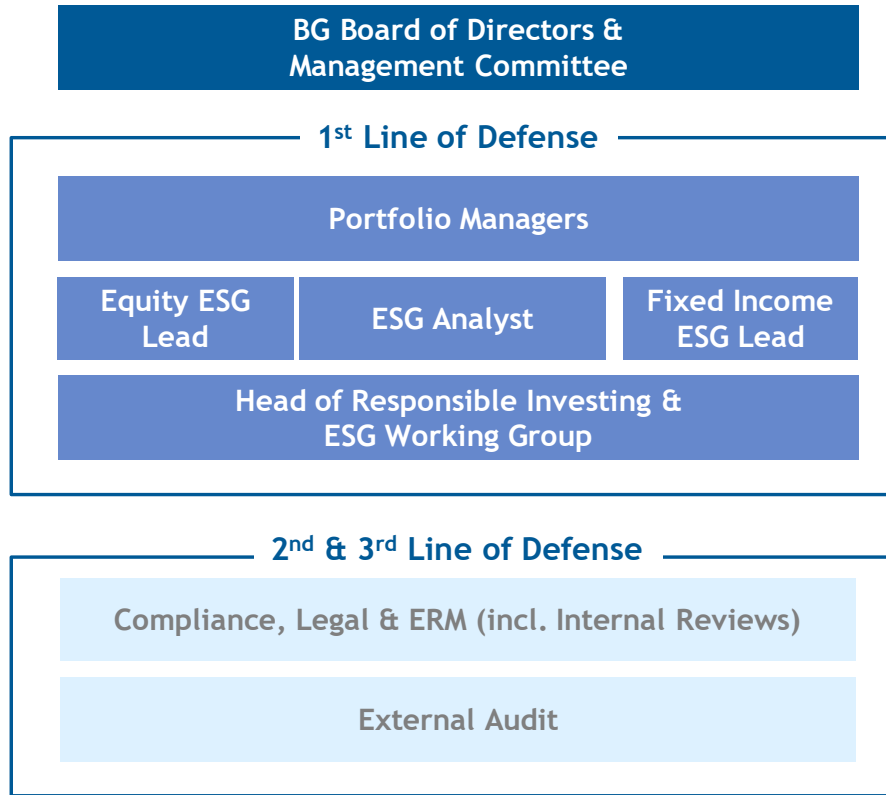 BG Board of Directors &
Management Committee
1st Line of Defense
Portfolio Managers
Equity ESG
Lead
ESG Analyst
Fixed Income
ESG Lead
Head of Responsible Investing &
ESG Working Group
2nd & 3rd Line of Defense
Compliance, Legal & ERM (incl. Internal Reviews)
External Audit